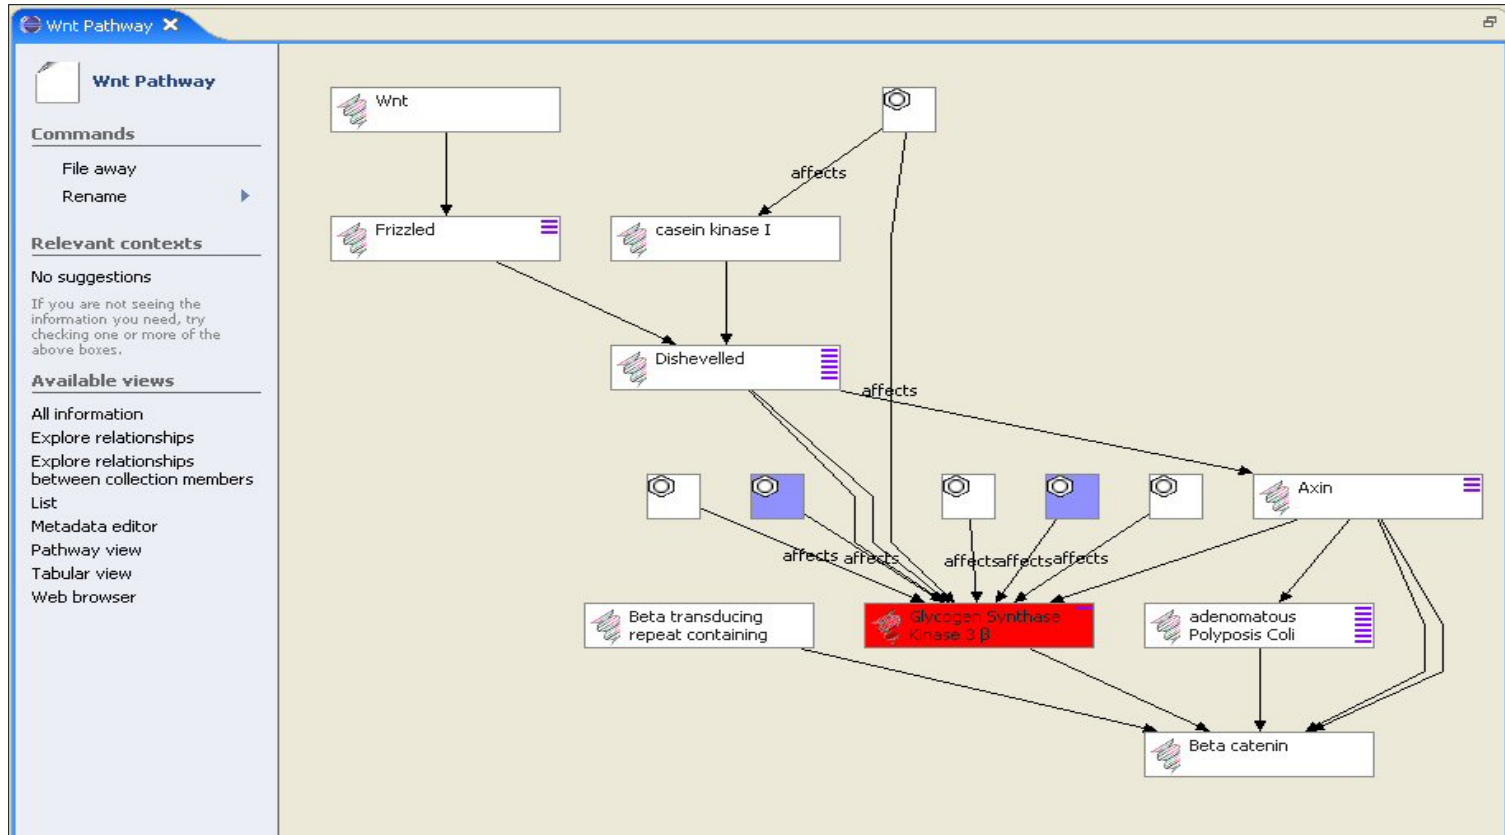 Wnt Pathway
Wnt Pathway
Commands
File away
Rename
Relevant contexts
No suggestions
If you are not seeing the
information you need, try
checking one or more of the
above boxes.
Available views
All information
Explore relationships
Explore relationships
between collection members
List
Metadata editor
Pathway view
Tabular view
Web browser
Wnt
affects
Frizzled
casein kinase I
Dishevelled
affects
Axin
affects
affects
affects
affects
affects
Beta transducing
repeat containing
Glycogen Synthase
Kinase 3 β
adenomatous
Polyposis Coli
Beta catenin